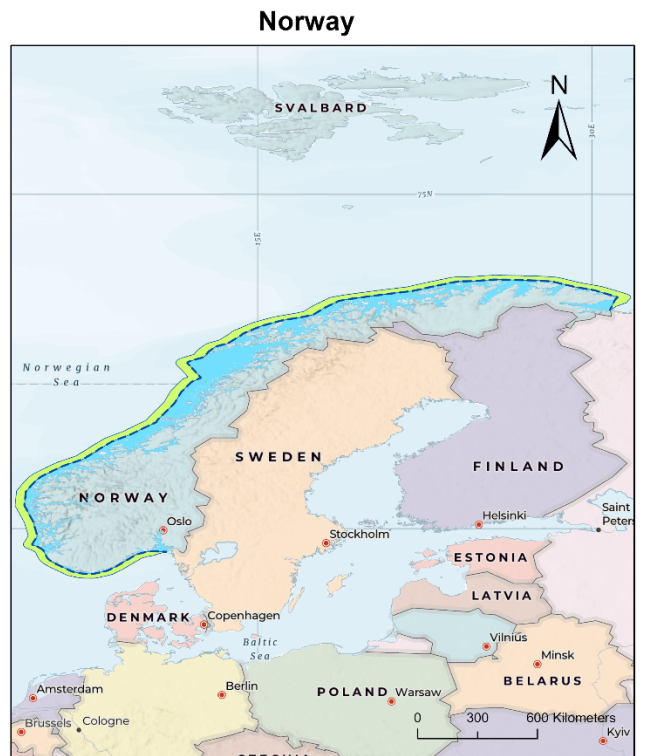 Norway
N
SVALBARD
30E
75N
15E
Norwegian
Sea
SWEDEN
FINLAND
NORWAY
Oslo
Helsinki
Saint
Peters
Stockholm
ESTONIA
LATVIA
DENMARK
Copenhagen
Baltic
Sea
Vilnius
Minsk
BELARUS
Amsterdam
Berlin
POLAND
Warsaw
Brussels
Cologne
0 300 600 Kilometers
Kyiv